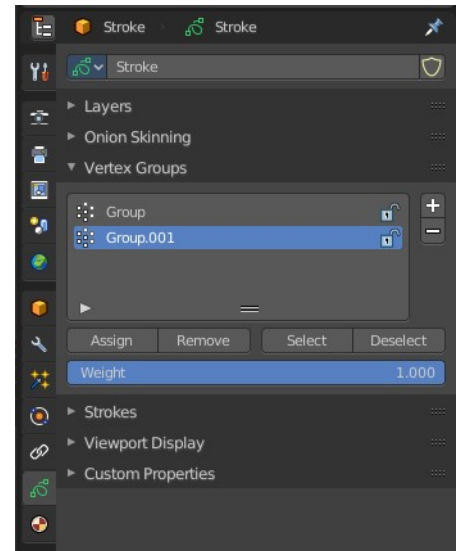 Stroke Stroke
Stroke
Layers
Onion Skinning
Vertex Groups
Group
Group.001
Assign Remove Select Deselect
Weight 1.000
Strokes
Viewport Display
Custom Properties